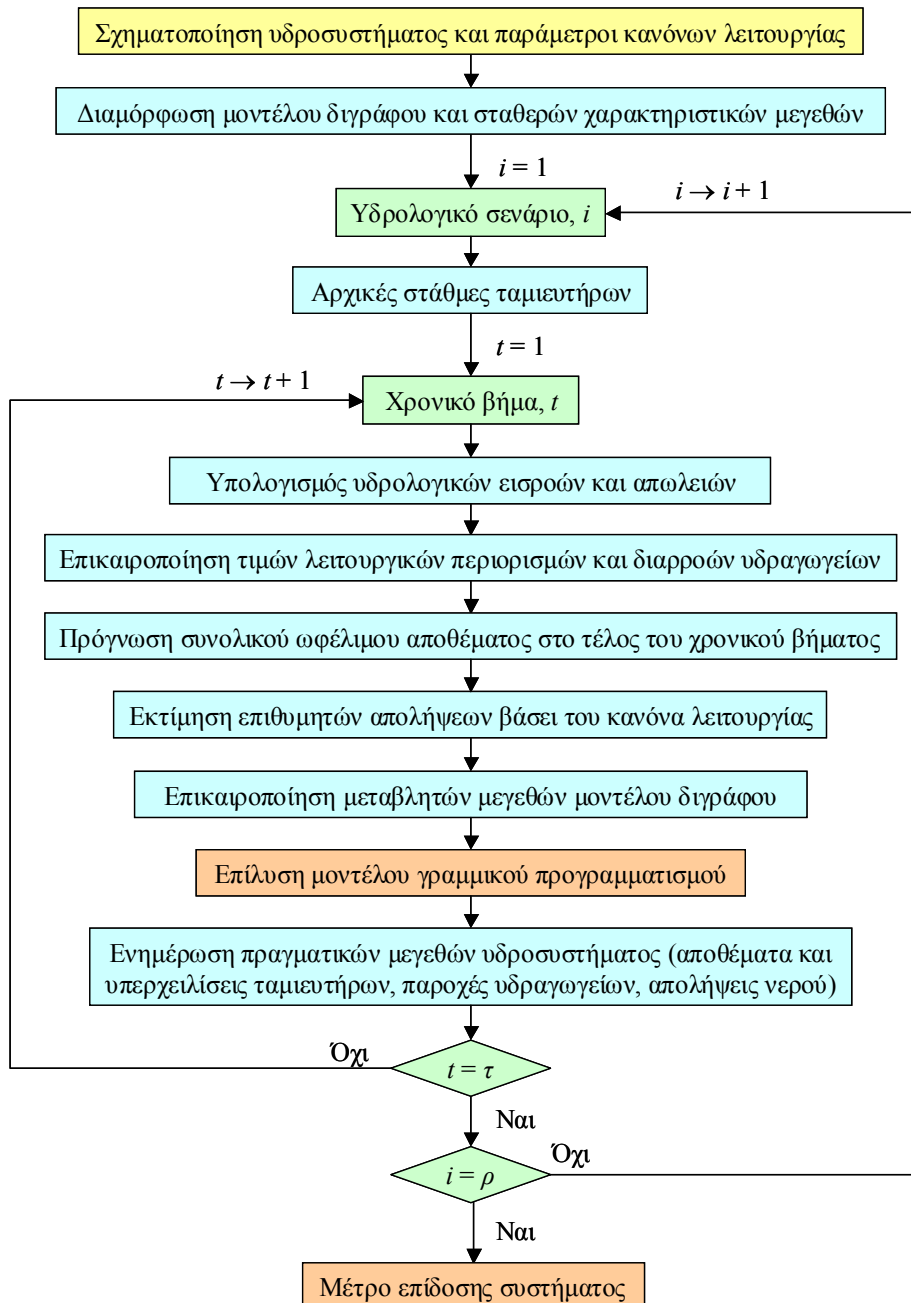 Σχηματοποίηση υδροσυστήματος και παράμετροι κανόνων λειτουργίας
Διαμόρφωση μοντέλου διγράφου και σταθερών χαρακτηριστικών μεγεθών
i = 1
i → i + 1
Υδρολογικό σενάριο, i
Αρχικές στάθμες ταμιευτήρων
t = 1
t → t + 1
Χρονικό βήμα, t
Υπολογισμός υδρολογικών εισροών και απωλειών
Επικαιροποίηση τιμών λειτουργικών περιορισμών και διαρροών υδραγωγείων
Πρόγνωση συνολικού ωφέλιμου αποθέματος στο τέλος του χρονικού βήματος
Εκτίμηση επιθυμητών απολήψεων βάσει του κανόνα λειτουργίας
Επικαιροποίηση μεταβλητών μεγεθών μοντέλου διγράφου
Επίλυση μοντέλου γραμμικού προγραμματισμού
Ενημέρωση πραγματικών μεγεθών υδροσυστήματος (αποθέματα και
υπερχειλίσεις ταμιευτήρων, παροχές υδραγωγείων, απολήψεις νερού)
Όχι
t = τ
Ναι
Όχι
i = ρ
Ναι
Μέτρο επίδοσης συστήματος